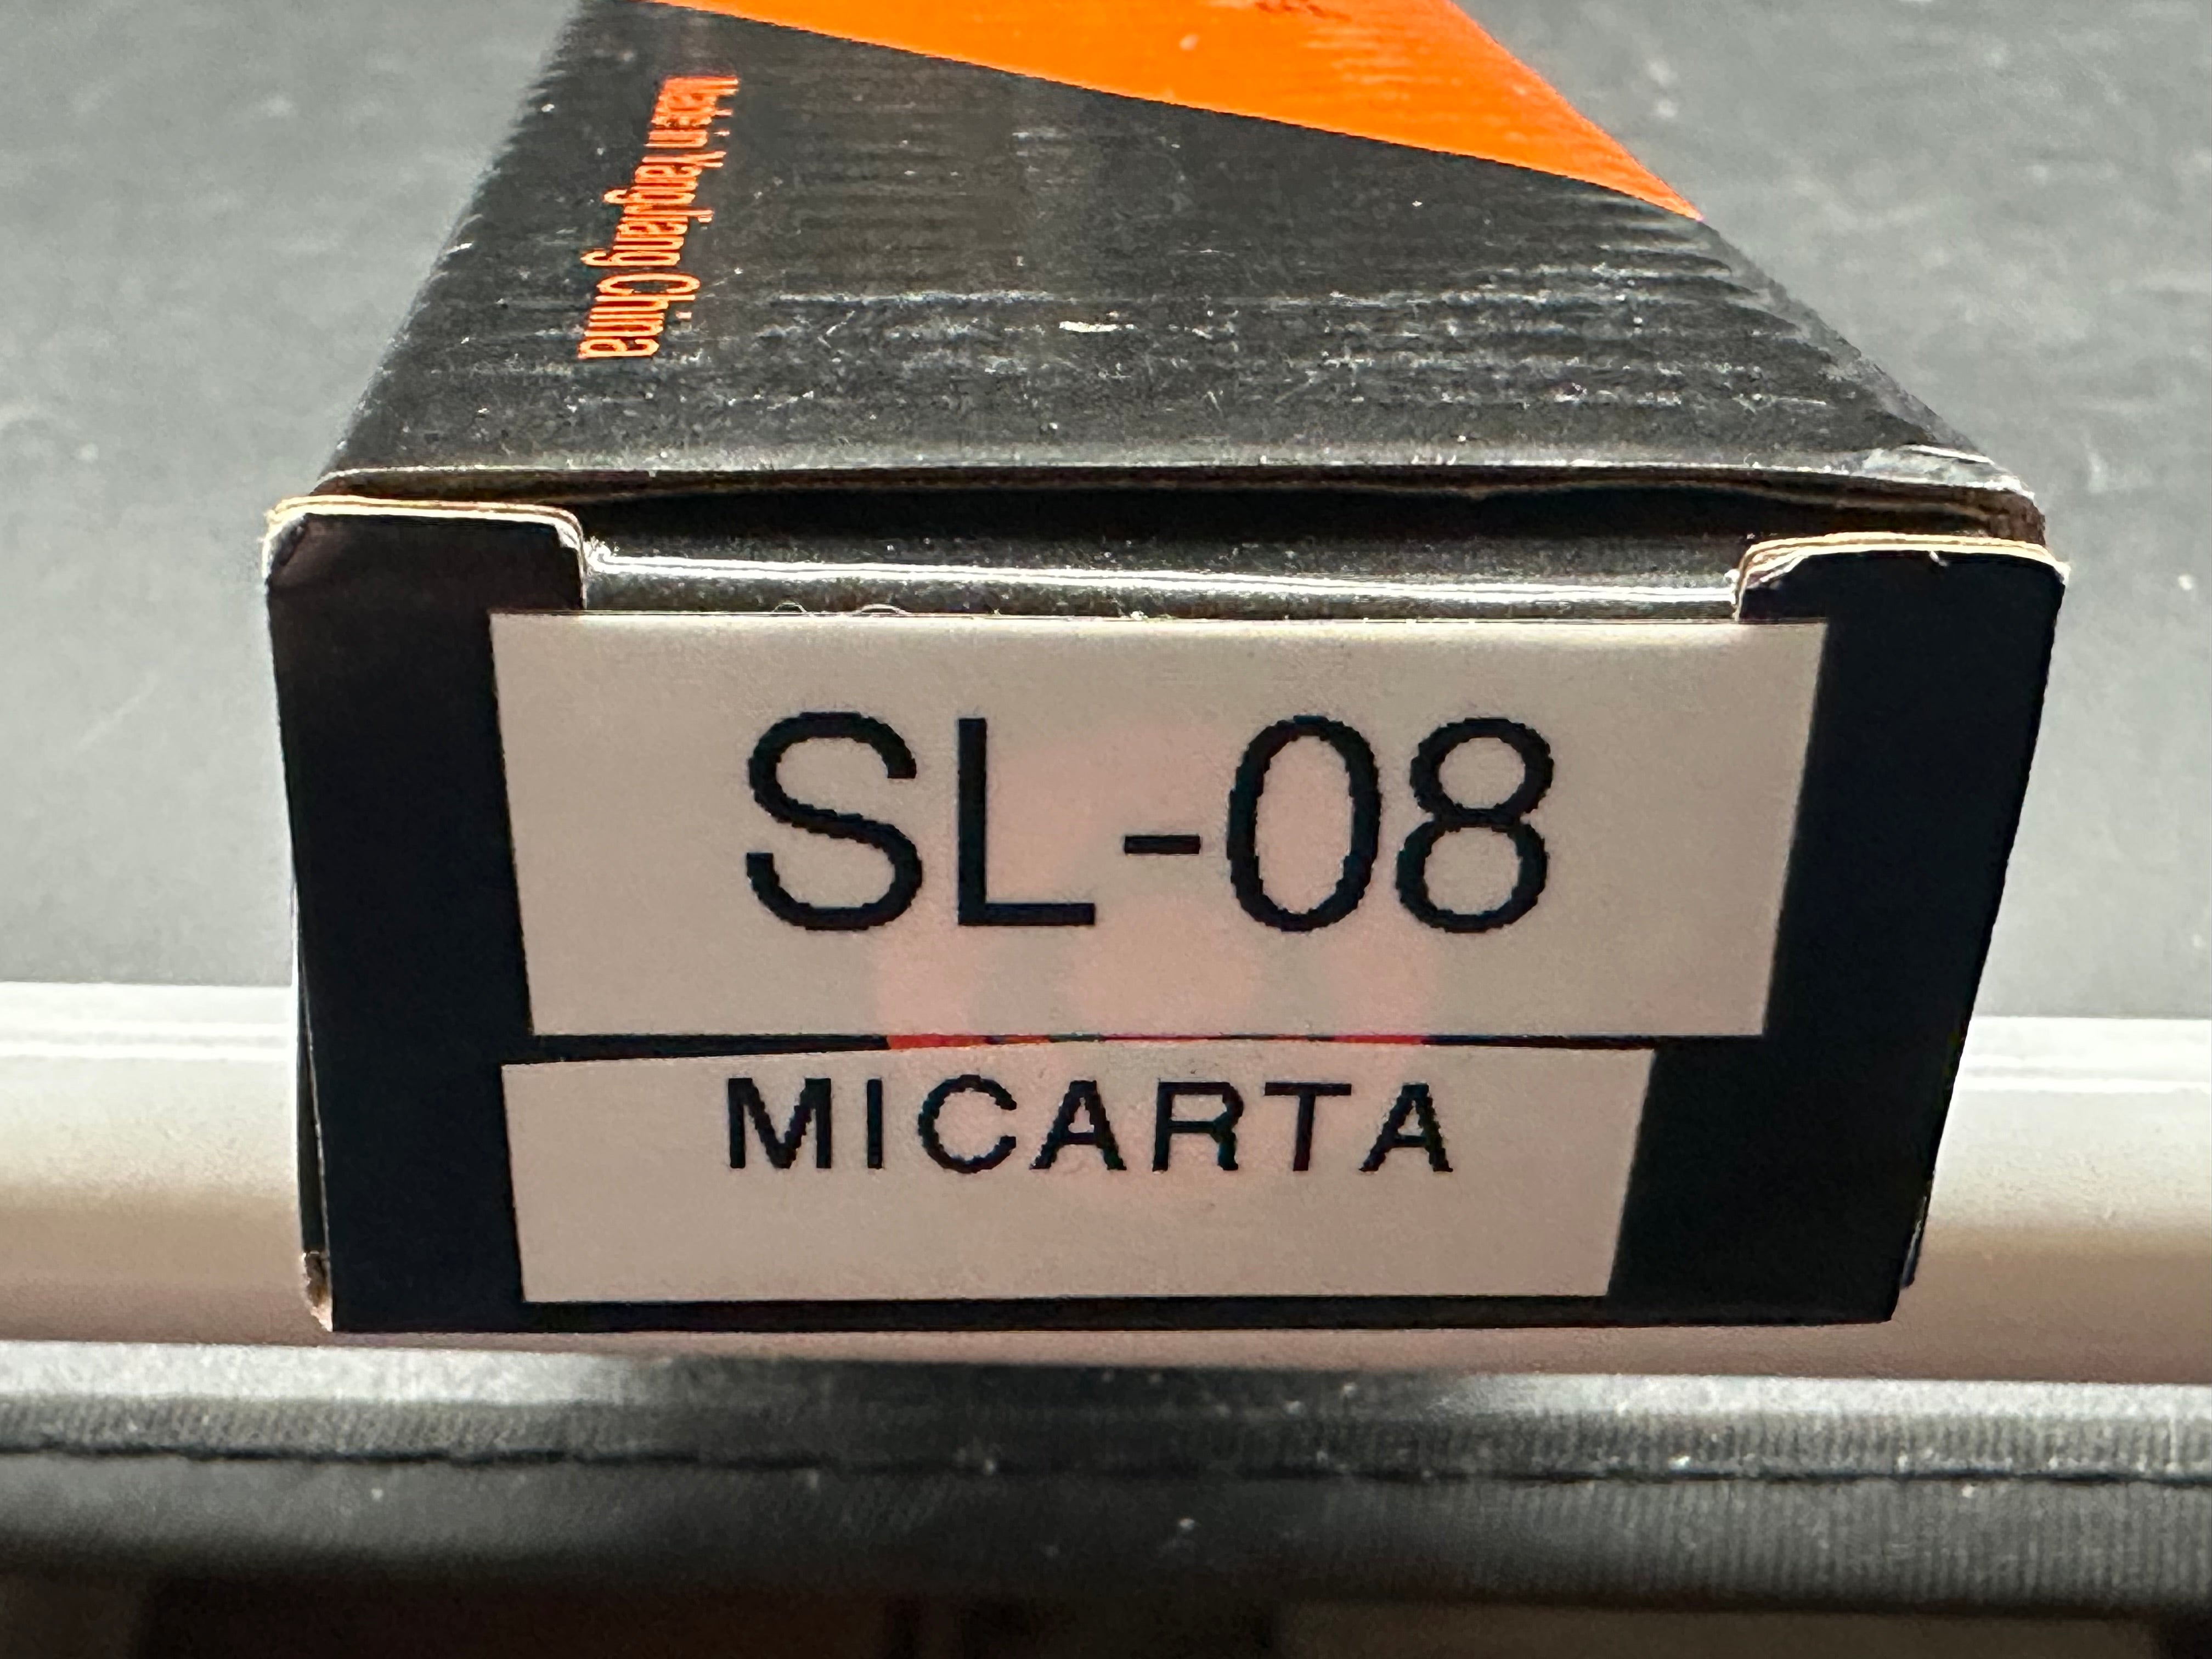 Made in Yangjiang China
SL-08
MICARTA